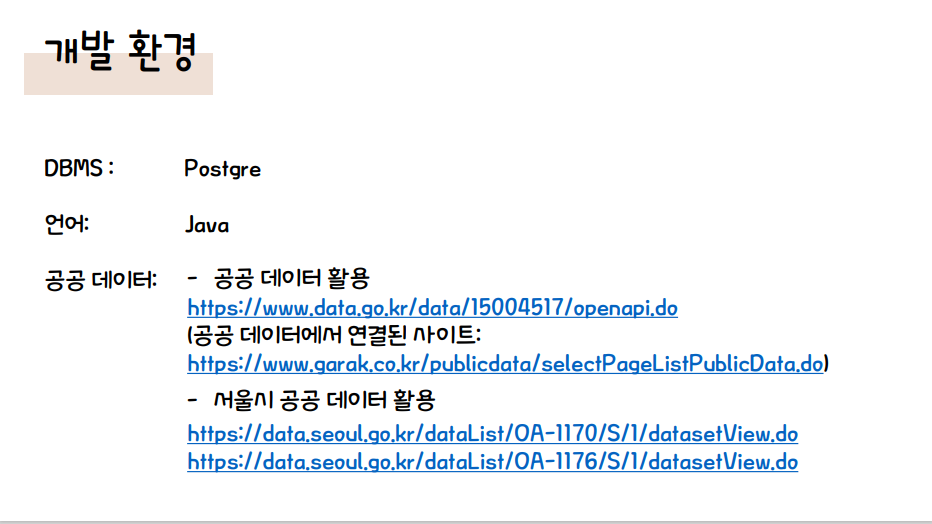 개발 환경
DBMS : Postgre
언어: Java
공공 데이터: - 공공 데이터 활용
https://www.data.go.kr/data/15004517/openapi.do
(공공 데이터에서 연결된 사이트:
https://www.garak.co.kr/publicdata/selectPageListPublicData.do)
- 서울시 공공 데이터 활용
https://data.seoul.go.kr/dataList/OA-1170/S/1/datasetView.do
https://data.seoul.go.kr/dataList/OA-1176/S/1/datasetView.do